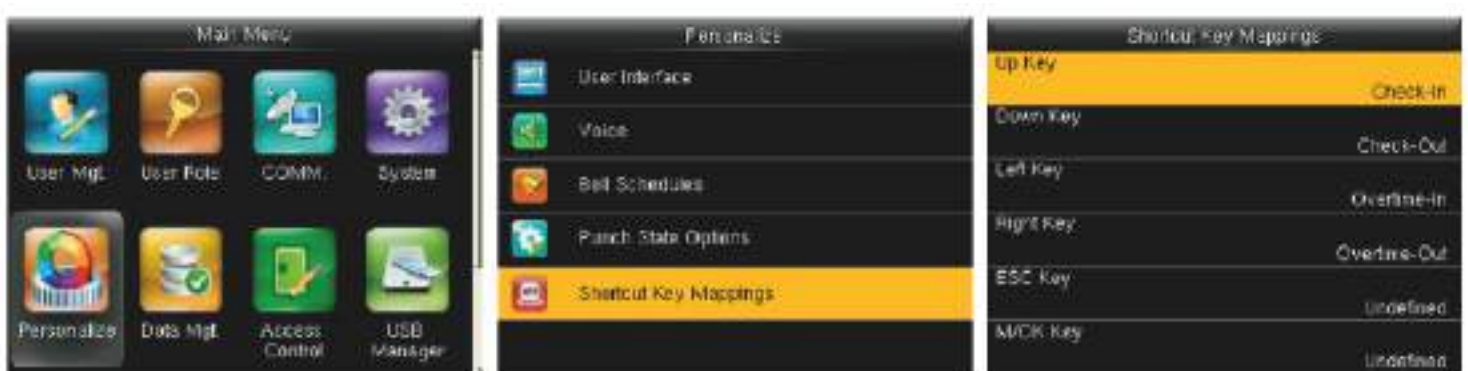 Main Menu
User Mgt.
User Role
COMM.
System
Personalize
Data Mgt.
Access
Control
USB
Manager
Personalize
User Interface
Voice
Bell Schedules
Punch State Options
Shortcut Key Mappings
Shortcut Key Mappings
Up Key
Check-In
Down Key
Check-Out
Left Key
Overtime-In
Right Key
Overtime-Out
ESC Key
Undefined
M/OK Key
Undefined